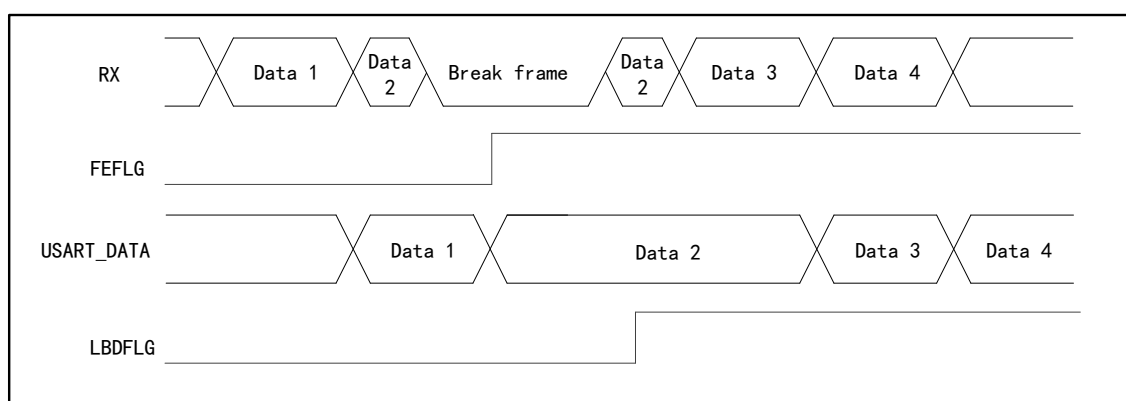 RX
Data 1
Data
2
Break frame
Data
2
Data 3
Data 4
FEFLG
USART_DATA
Data 1
Data 2
Data 3
Data 4
LBDFLG